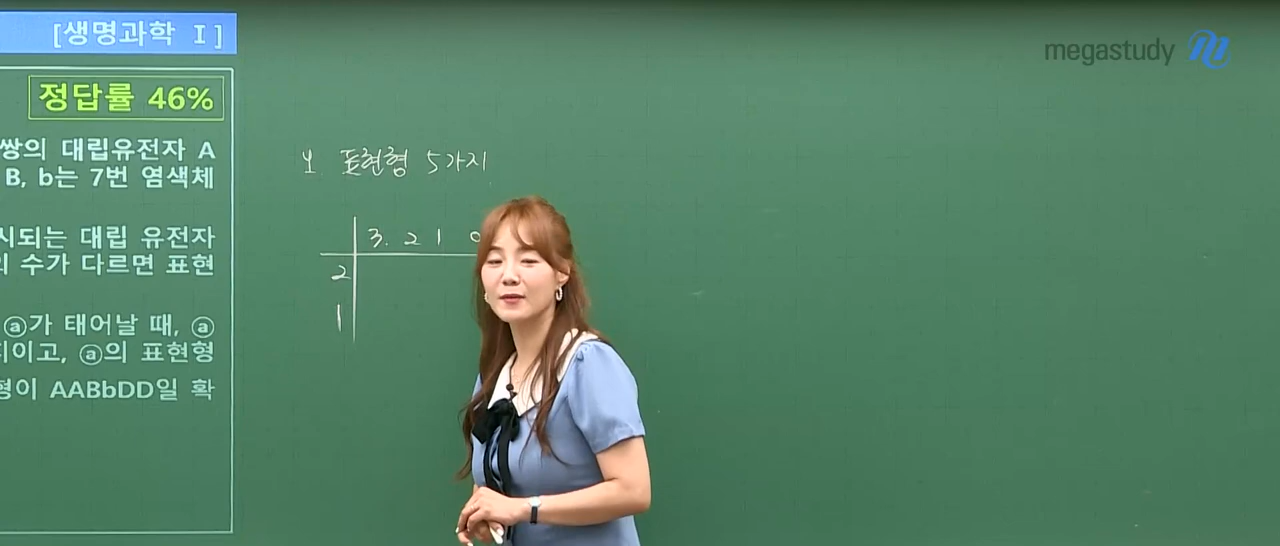 [생명과학 Ⅰ]
megastudy
정답률 46%
쌍의 대립유전자 A
B, b는 7번 염색체
시되는 대립 유전자
의 수가 다르면 표현
ⓐ가 태어날 때, ⓐ
지이고, ⓐ의 표현형
형이 AABbDD일 확
표현형 5가지
3. 2 1 0
2
1